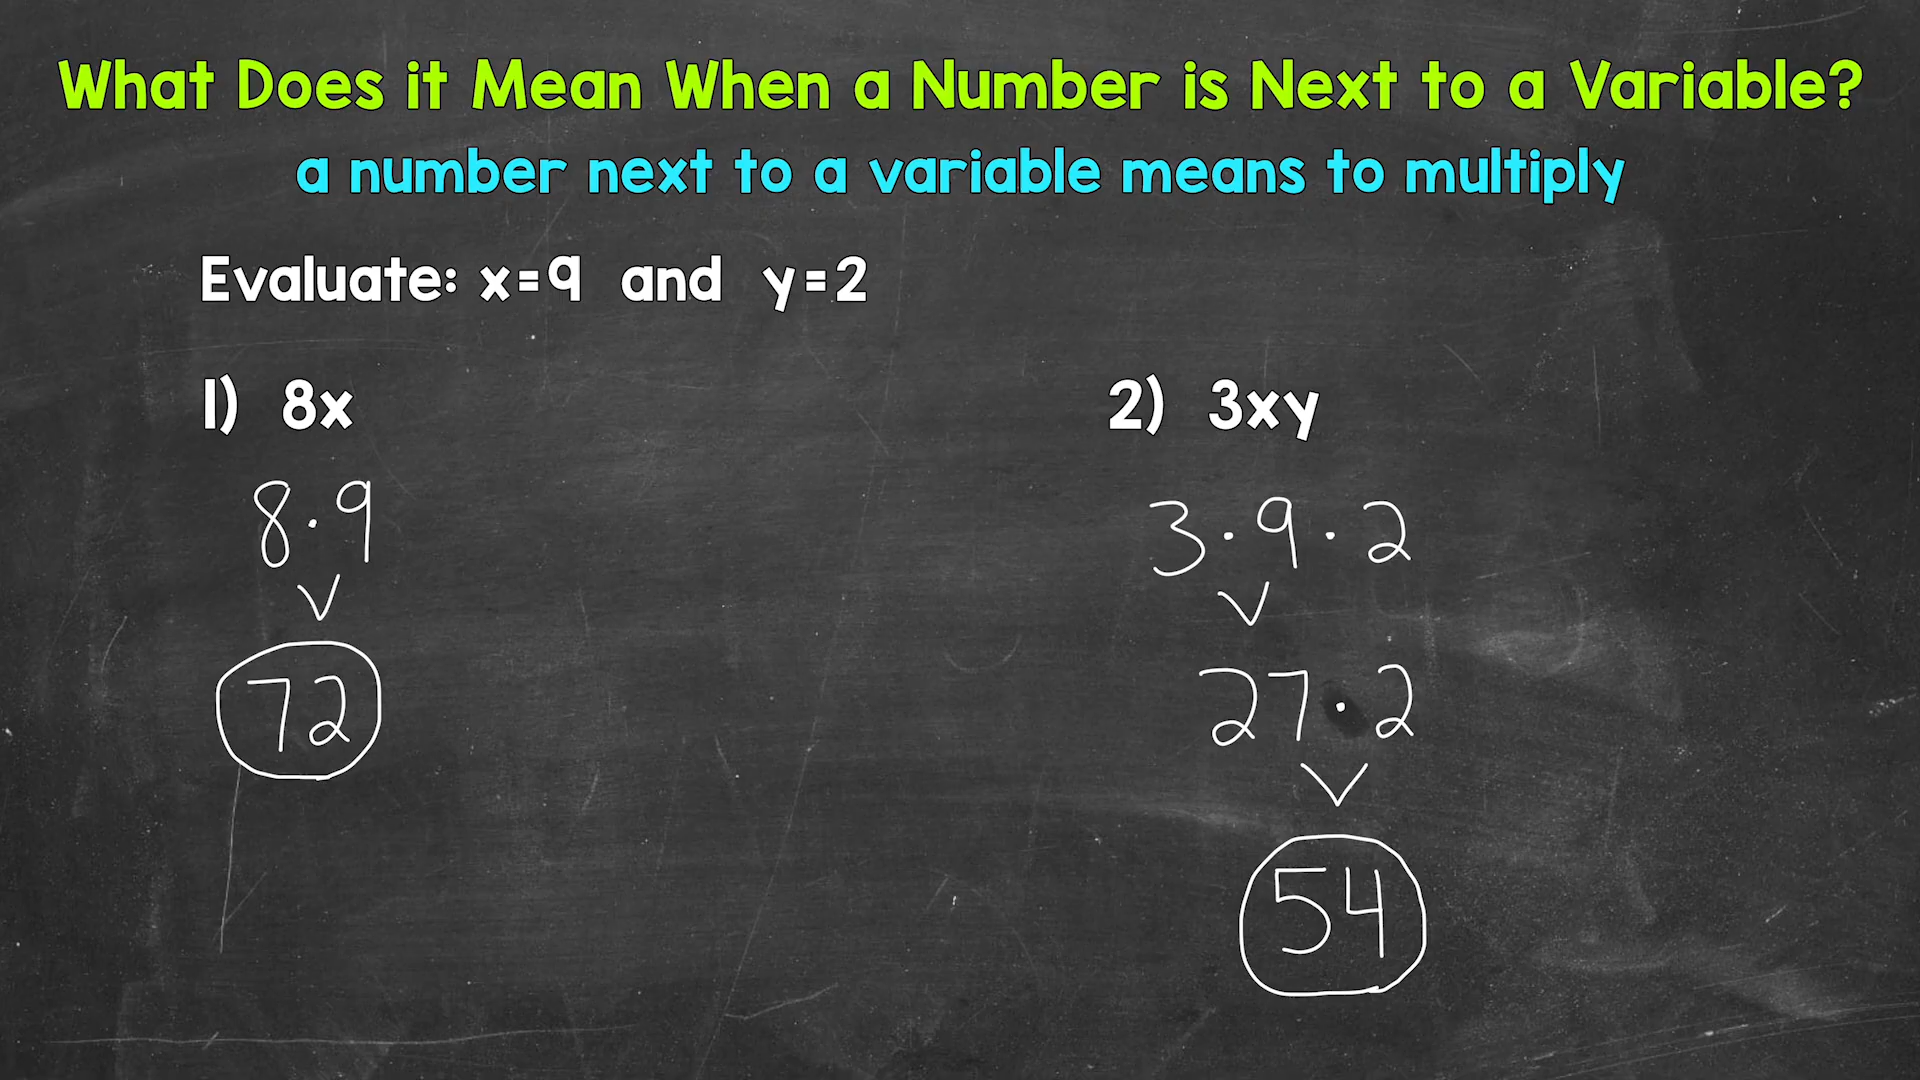 What Does it Mean When a Number is Next to a Variable?
a number next to a variable means to multiply
Evaluate: x=9 and y=2
1) 8x
8·9
72
2) 3xy
3·9·2
27·2
54